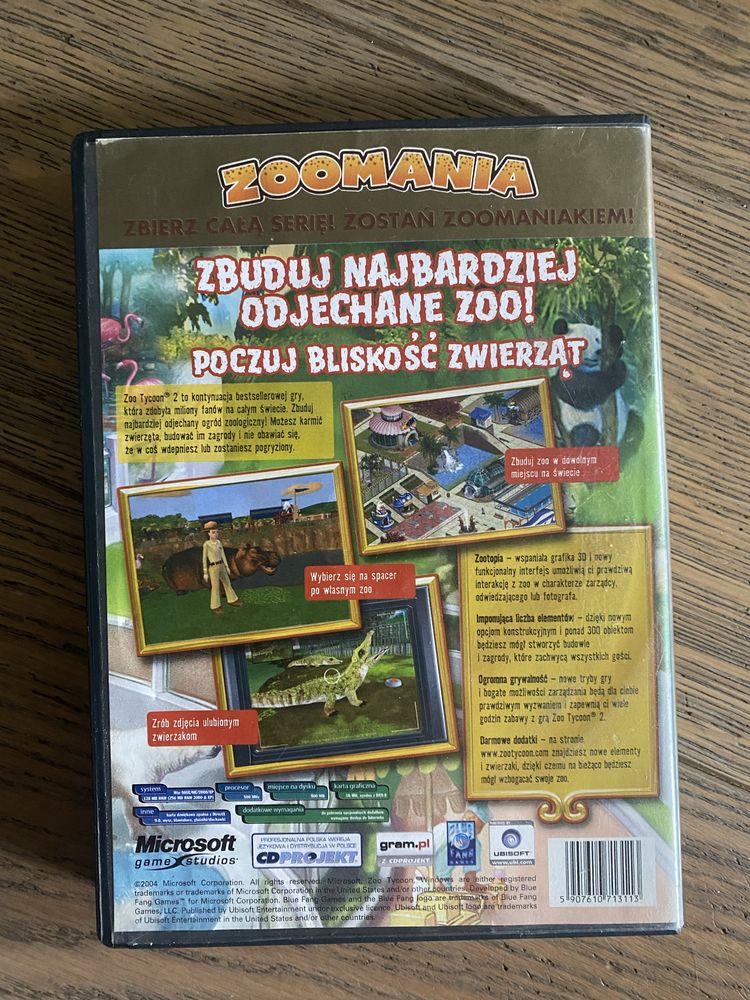 ZOOMANIA
ZBIERZ CAŁĄ SERIĘ! ZOSTAŃ ZOOMANIAKIEM!
ZBUDUJ NAJBARDZIEJ
ODJECHANE ZOO!
POCZUJ BLISKOŚĆ ZWIERZĄT
Zoo Tycoon® 2 to kontynuacja bestsellerowej gry,
która zdobyła miliony fanów na całym świecie. Zbuduj
najbardziej odjechany ogród zoologiczny! Możesz karmić
zwierzęta, budować im zagrody i nie obawiać się,
że w coś wdepniesz lub zostaniesz pogryziony.
Zbuduj zoo w dowolnym
miejscu na świecie
Wybierz się na spacer
po własnym zoo
Zrób zdjęcia ulubionym
zwierzakom
Zootopia – wspaniała grafika 3D i nowy
funkcjonalny interfejs umożliwią ci prawdziwą
interakcję z zoo w charakterze zarządcy,
odwiedzającego lub fotografa.
Imponująca liczba elementów – dzięki nowym
opcjom konstrukcyjnym i ponad 300 obiektom
będziesz mógł stworzyć budowle
i zagrody, które zachwycą wszystkich gości.
Ogromna grywalność – nowe tryby gry
i bogate możliwości zarządzania będą dla ciebie
prawdziwym wyzwaniem i zapewnią ci wiele
godzin zabawy z grą Zoo Tycoon® 2.
Darmowe dodatki – na stronie
www.zootycoon.com znajdziesz nowe elementy
i zwierzaki, dzięki czemu na bieżąco będziesz
mógł wzbogacać swoje zoo.
system
procesor
miejsce na dysku
karta graficzna
inne
dodatkowe wymagania
Microsoft
game studios
PROFESJONALNA POLSKA WERSJA
JĘZYKOWA I DYSTRYBUCJA W POLSCE
CD PROJEKT
gram.pl
Z CDPROJEKT
BLUE FANG
PUBLISHED BY
UBISOFT
www.ubi.com
©2004 Microsoft Corporation. All rights reserved. Microsoft, Zoo Tycoon, Windows are either registered
trademarks or trademarks of Microsoft Corporation in the United States and/or other countries. Developed by Blue
Fang Games™ for Microsoft Corporation. Blue Fang Games and the Blue Fang logo are trademarks of Blue Fang
Games, LLC. Published by Ubisoft Entertainment under exclusive licence. Ubisoft and Ubisoft logo are trademarks
of Ubisoft Entertainment in the United States and/or other countries.
5 907610 713113